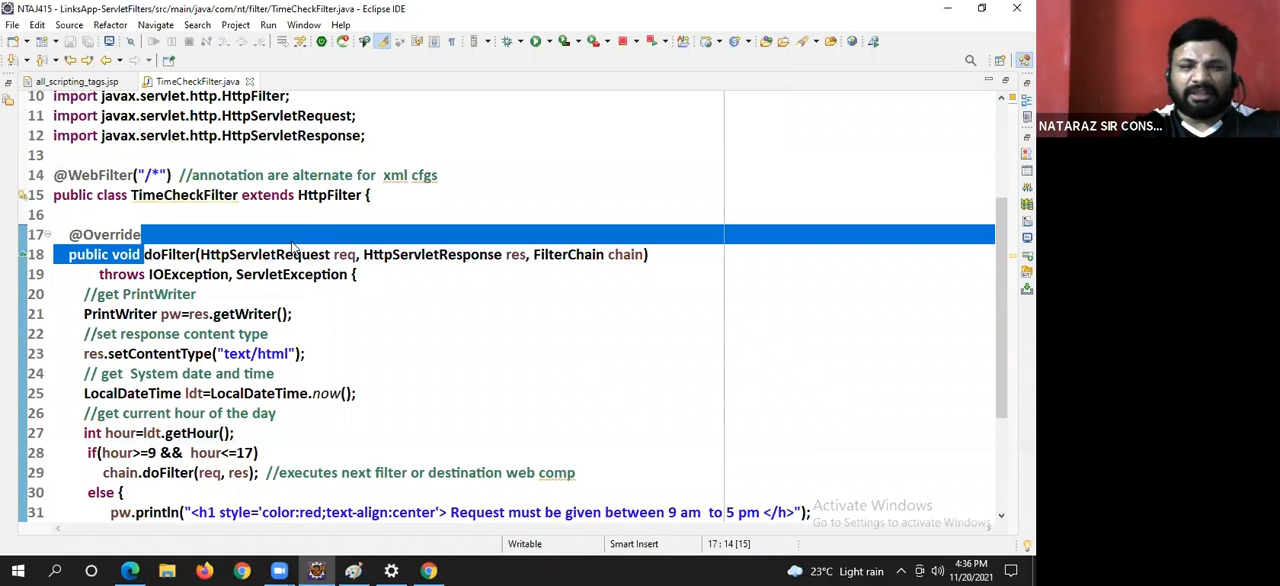 NTAJ415 - LinksApp-ServletFilters/src/main/java/com/nt/filter/TimeCheckFilter.java - Eclipse IDE
File Edit Source Refactor Navigate Search Project Run Window Help
all_scripting_tags.jsp TimeCheckFilter.java
10 import javax.servlet.http.HttpFilter;
11 import javax.servlet.http.HttpServletRequest;
12 import javax.servlet.http.HttpServletResponse;
13
14 @WebFilter("/*") //annotation are alternate for xml cfgs
15 public class TimeCheckFilter extends HttpFilter {
16
17 @Override
18 public void doFilter(HttpServletRequest req, HttpServletResponse res, FilterChain chain)
19 throws IOException, ServletException {
20 //get PrintWriter
21 PrintWriter pw=res.getWriter();
22 //set response content type
23 res.setContentType("text/html");
24 // get System date and time
25 LocalDateTime ldt=LocalDateTime.now();
26 //get current hour of the day
27 int hour=ldt.getHour();
28 if(hour>=9 && hour<=17)
29 chain.doFilter(req, res); //executes next filter or destination web comp
30 else {
31 pw.println("<h1 style='color:red;text-align:center'> Request must be given between 9 am to 5 pm </h>");
Activate Windows
Go to Settings to activate Windows.
Writable Smart Insert 17 : 14 [15]
23°C Light rain 4:36 PM
11/20/2021
NATARAZ SIR CONS...